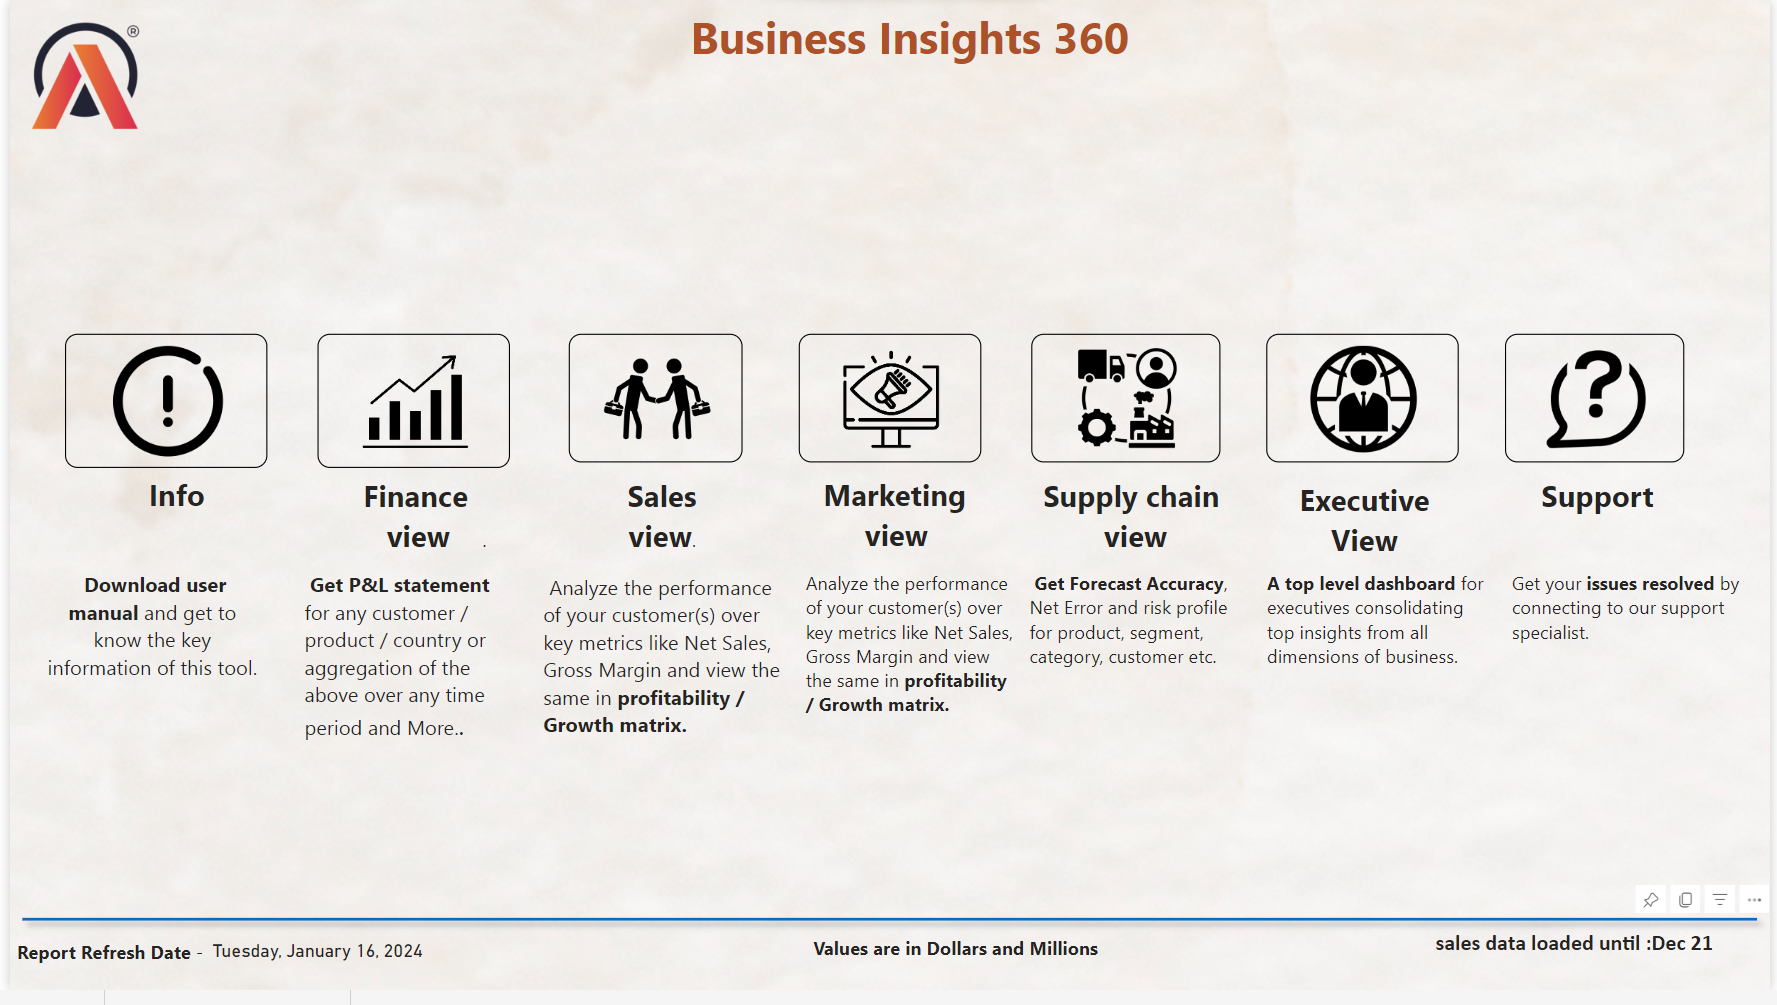 ®
Business Insights 360
Info
Download user
manual and get to
know the key
information of this tool.
Finance
view .
Get P&L statement
for any customer /
product / country or
aggregation of the
above over any time
period and More..
Sales
view.
Analyze the performance
of your customer(s) over
key metrics like Net Sales,
Gross Margin and view the
same in profitability /
Growth matrix.
Marketing
view
Analyze the performance
of your customer(s) over
key metrics like Net Sales,
Gross Margin and view
the same in profitability
/ Growth matrix.
Supply chain
view
Get Forecast Accuracy,
Net Error and risk profile
for product, segment,
category, customer etc.
Executive
View
A top level dashboard for
executives consolidating
top insights from all
dimensions of business.
Support
Get your issues resolved by
connecting to our support
specialist.
Report Refresh Date - Tuesday, January 16, 2024
Values are in Dollars and Millions
sales data loaded until :Dec 21